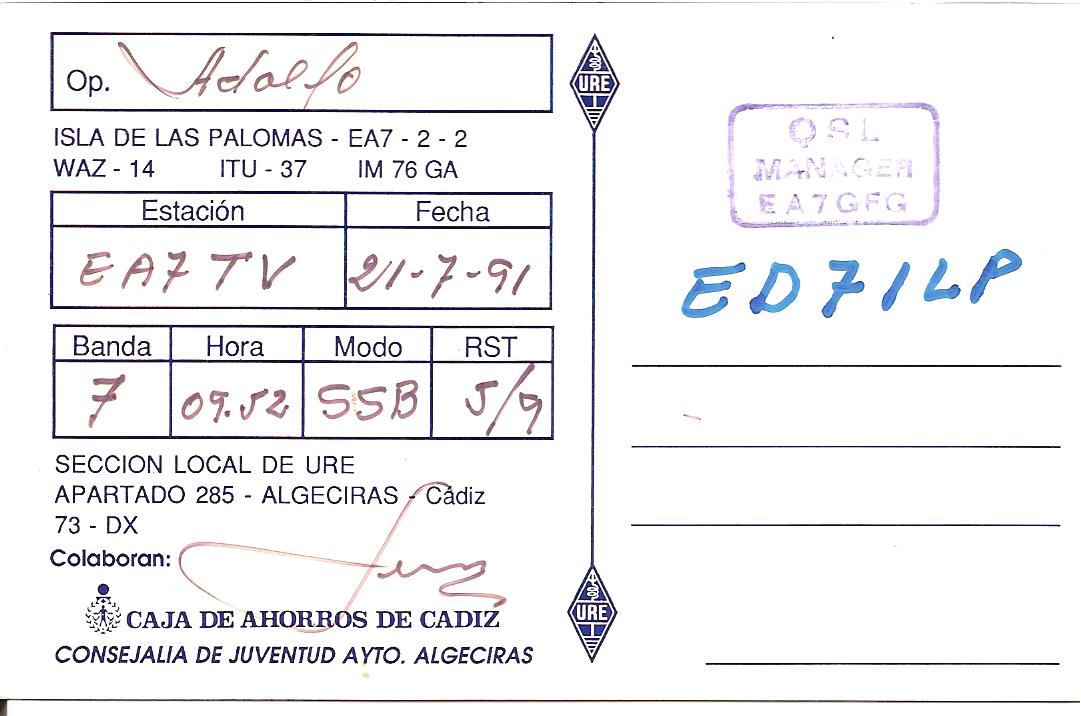 Op. Adolfo
ISLA DE LAS PALOMAS - EA7 - 2 - 2
WAZ - 14 ITU - 37 IM 76 GA
Estación Fecha
EA7TV 21-7-91
Banda Hora Modo RST
7 09.52 SSB 5/9
SECCION LOCAL DE URE
APARTADO 285 - ALGECIRAS - Cádiz
73 - DX
Colaboran:
CAJA DE AHORROS DE CADIZ
CONSEJALIA DE JUVENTUD AYTO. ALGECIRAS
URE
URE
QSL
MANAGER
EA7GFG
ED7ILP